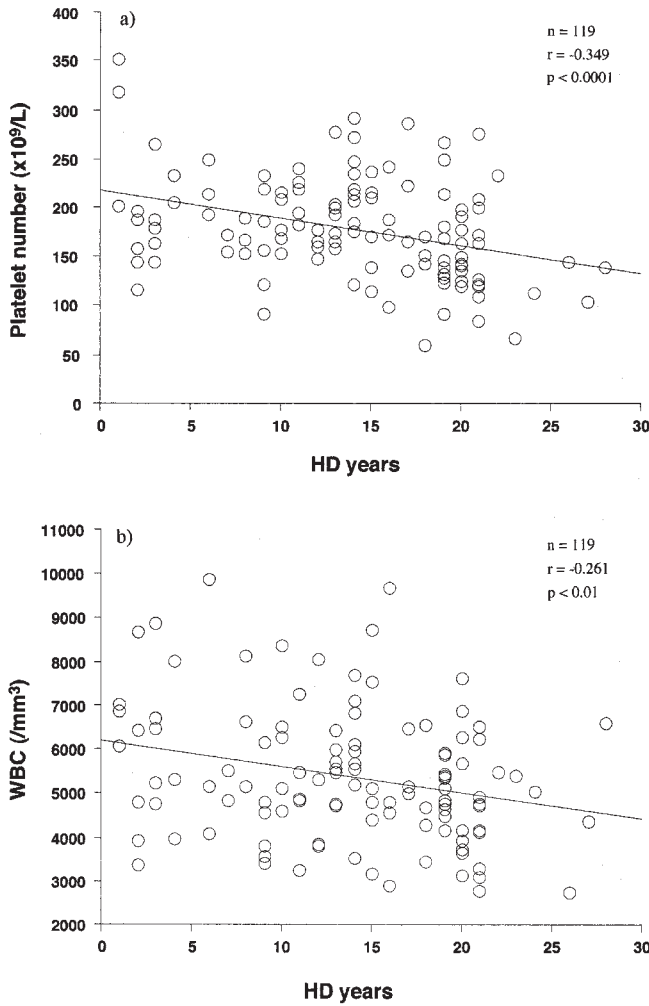 a)
n = 119
r = -0.349
p < 0.0001
Platelet number (x10⁹/L)
400
350
300
250
200
150
100
50
0
0 5 10 15 20 25 30
HD years
b)
n = 119
r = -0.261
p < 0.01
WBC (/mm³)
11000
10000
9000
8000
7000
6000
5000
4000
3000
2000
0 5 10 15 20 25 30
HD years